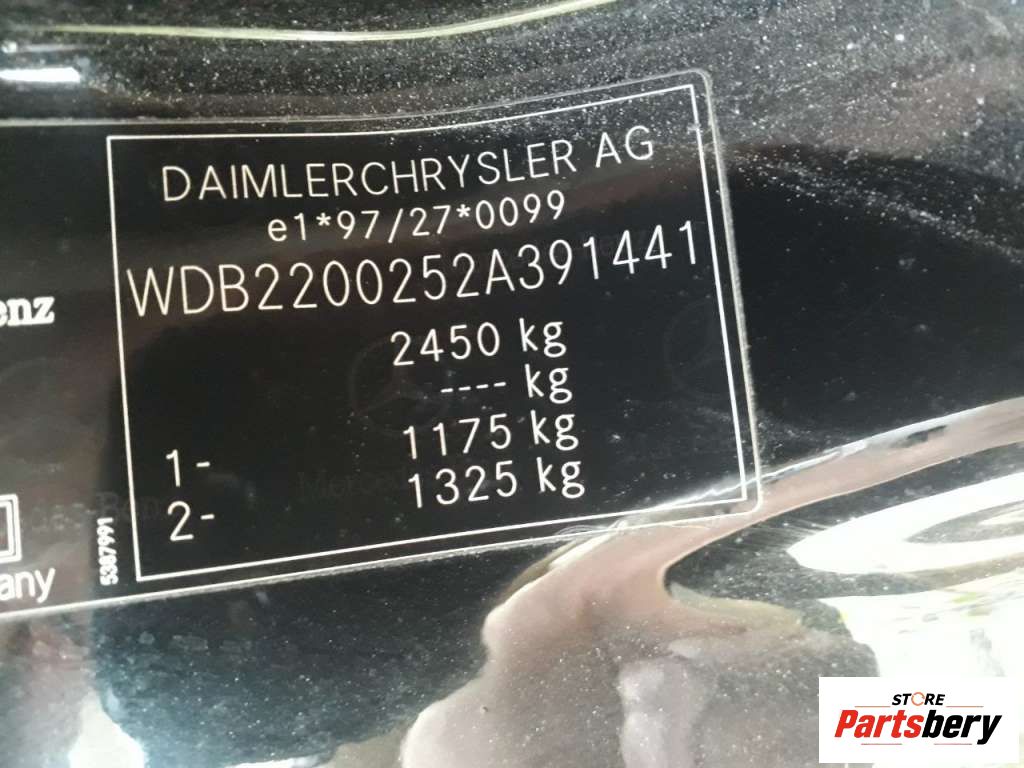 DAIMLERCHRYSLER AG
e1*97/27*0099
WDB2200252A391441
2450 kg
---- kg
1- 1175 kg
2- 1325 kg
enz
any
5387991
STORE
Partsbery